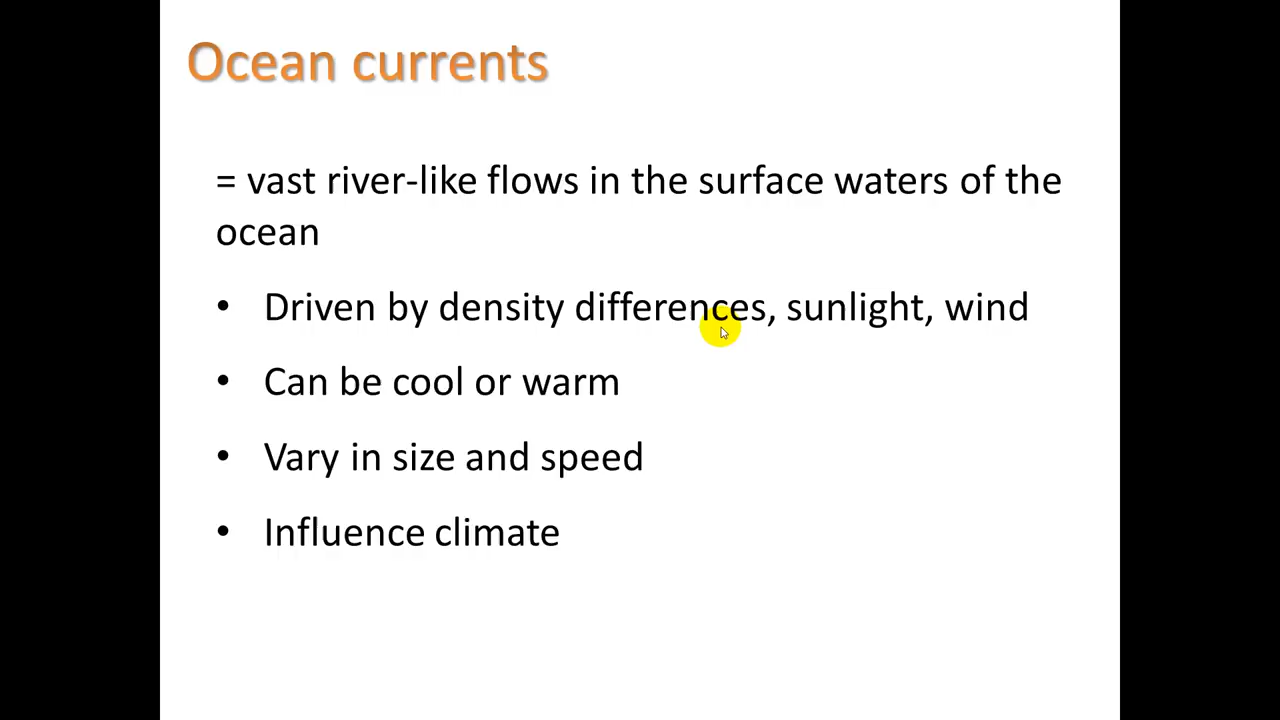 Ocean currents
= vast river-like flows in the surface waters of the
ocean
• Driven by density differences, sunlight, wind
• Can be cool or warm
• Vary in size and speed
• Influence climate